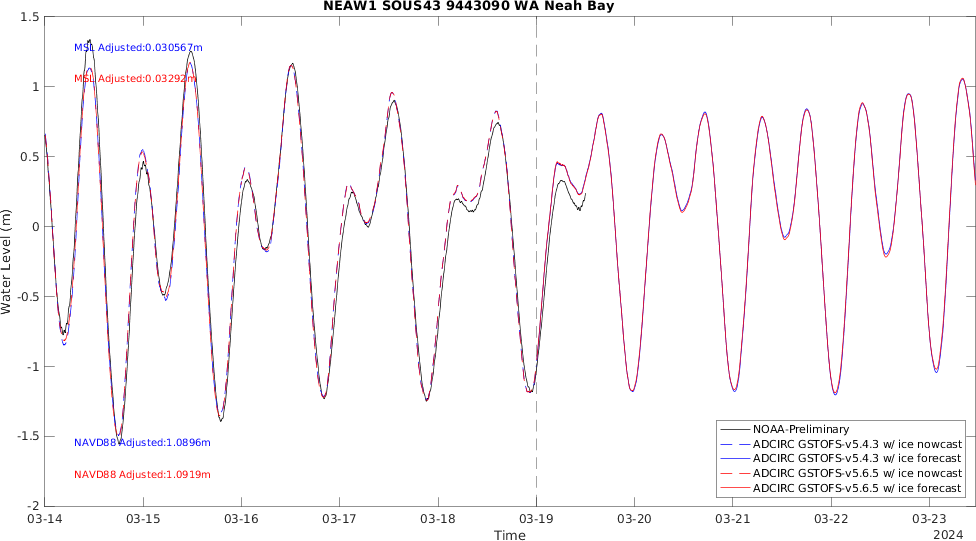 NEAW1 SOUS43 9443090 WA Neah Bay
Water Level (m)
1.5
1
0.5
0
-0.5
-1
-1.5
-2
MSL Adjusted:0.030567m
MSL Adjusted:0.03292m
NAVD88 Adjusted:1.0896m
NAVD88 Adjusted:1.0919m
NOAA-Preliminary
ADCIRC GSTOFS-v5.4.3 w/ ice nowcast
ADCIRC GSTOFS-v5.4.3 w/ ice forecast
ADCIRC GSTOFS-v5.6.5 w/ ice nowcast
ADCIRC GSTOFS-v5.6.5 w/ ice forecast
03-14 03-15 03-16 03-17 03-18 03-19 03-20 03-21 03-22 03-23
Time
2024